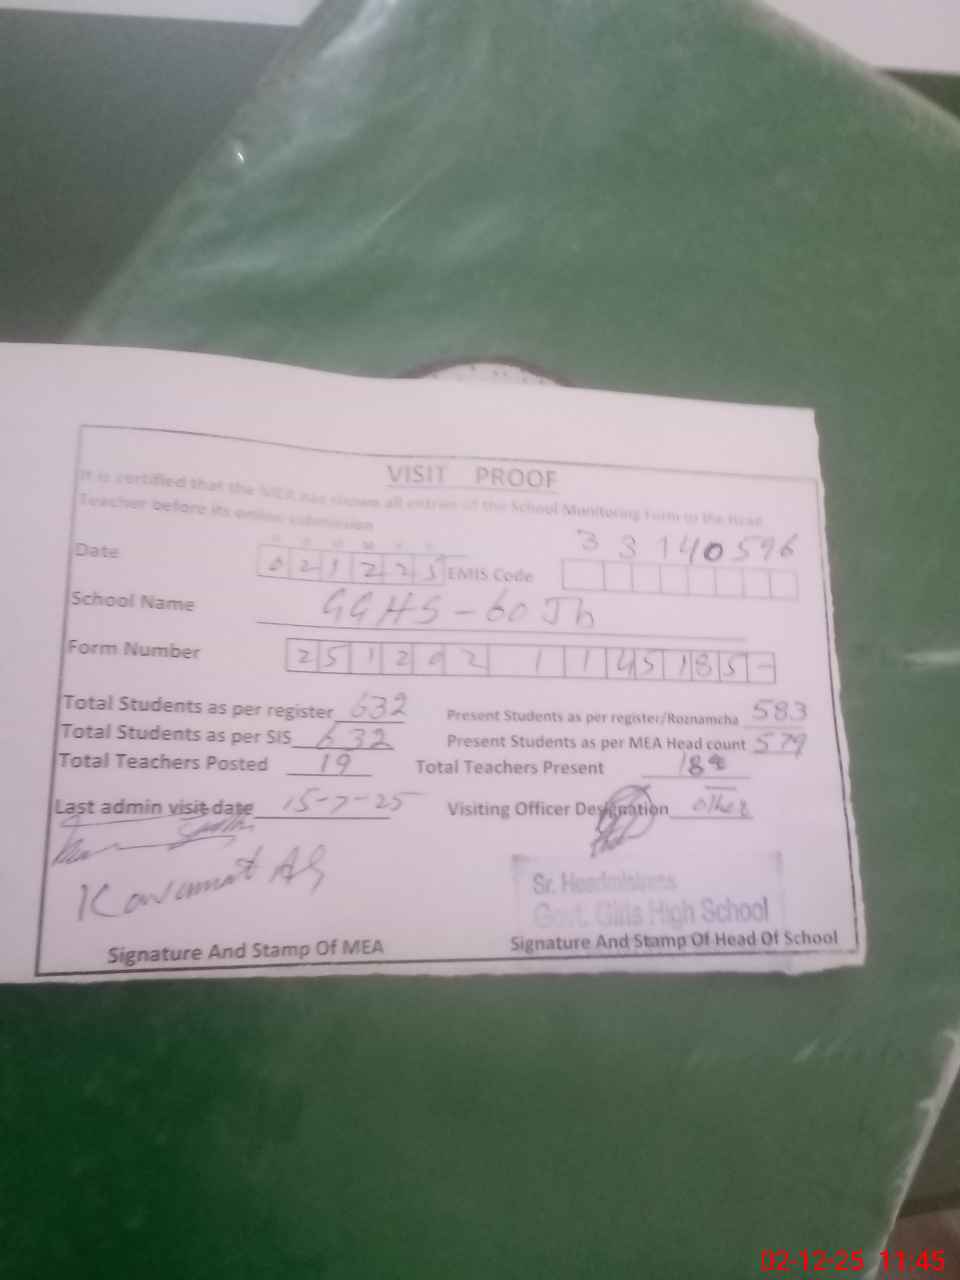 VISIT PROOF
It is certified that the MEA has shown all entries of the School Monitoring Form to the Head
Teacher before its online submission
Date 021225 EMIS Code 33140596
School Name GGHS-60 Jb
Form Number 251202 1145185-
Total Students as per register 632 Present Students as per register/Roznamcha 583
Total Students as per SIS 632 Present Students as per MEA Head count 579
Total Teachers Posted 19 Total Teachers Present 18
Last admin visit date 15-7-25 Visiting Officer Designation other
Sr. Headmistress
Govt. Girls High School
Signature And Stamp Of MEA Signature And Stamp Of Head Of School
02-12-25 11:45